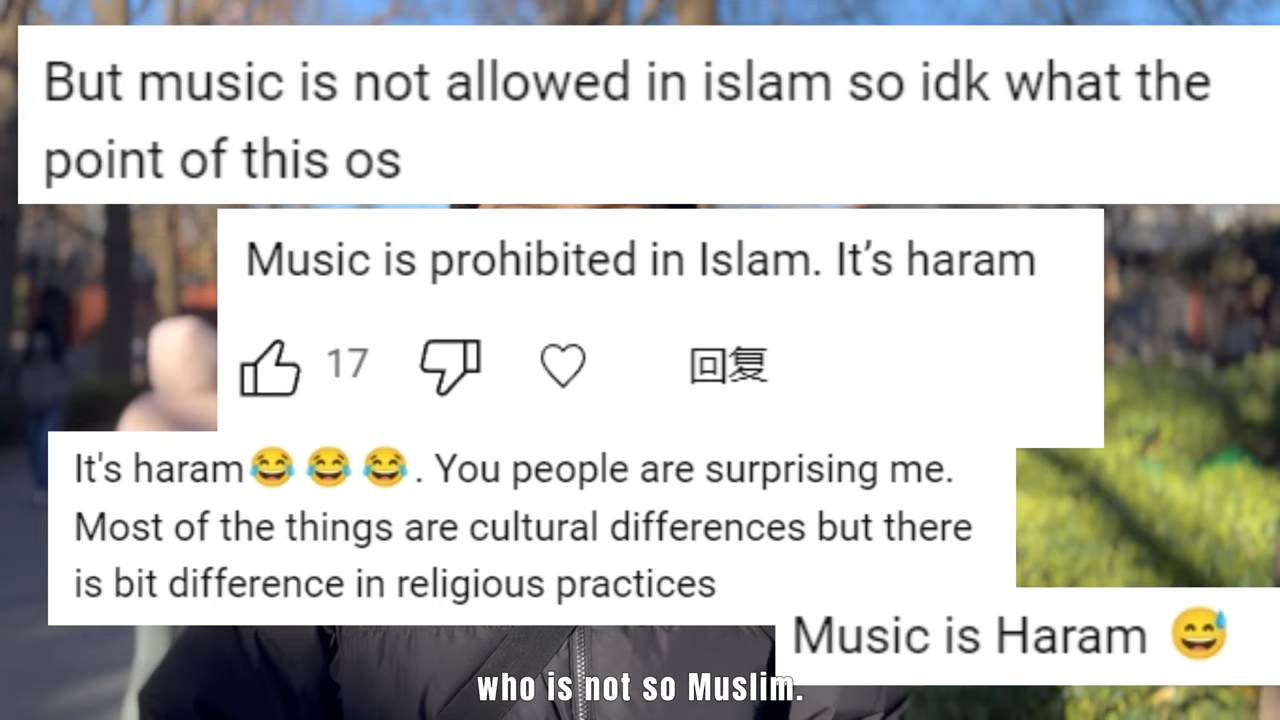 But music is not allowed in islam so idk what the
point of this os
Music is prohibited in Islam. It’s haram
17 回复
It's haram😂😂😂. You people are surprising me.
Most of the things are cultural differences but there
is bit difference in religious practices
Music is Haram 😅
who is not so Muslim.